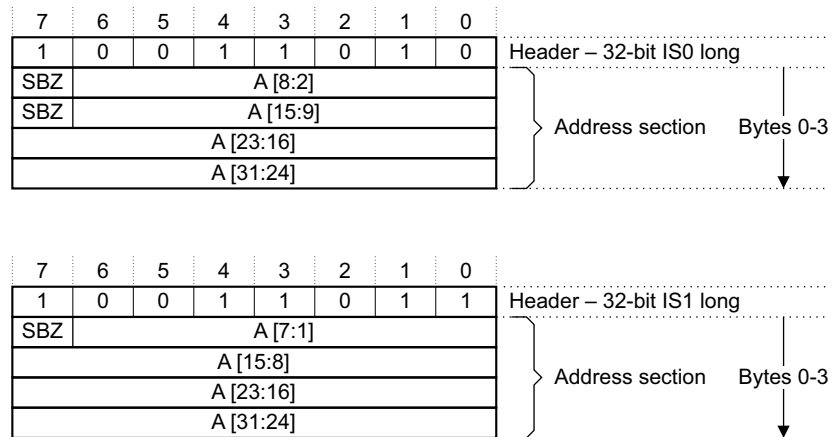 7 6 5 4 3 2 1 0
1 0 0 1 1 0 1 0 Header – 32-bit IS0 long
SBZ A [8:2]
SBZ A [15:9]
Address section Bytes 0-3
A [23:16]
A [31:24]
7 6 5 4 3 2 1 0
1 0 0 1 1 0 1 1 Header – 32-bit IS1 long
SBZ A [7:1]
A [15:8]
Address section Bytes 0-3
A [23:16]
A [31:24]